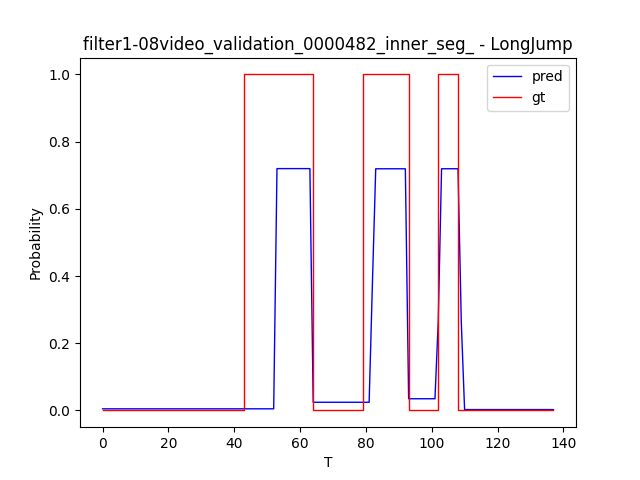 filter1-08video_validation_0000482_inner_seg_ - LongJump
pred
gt
Probability
1.0
0.8
0.6
0.4
0.2
0.0
0 20 40 60 80 100 120 140
T